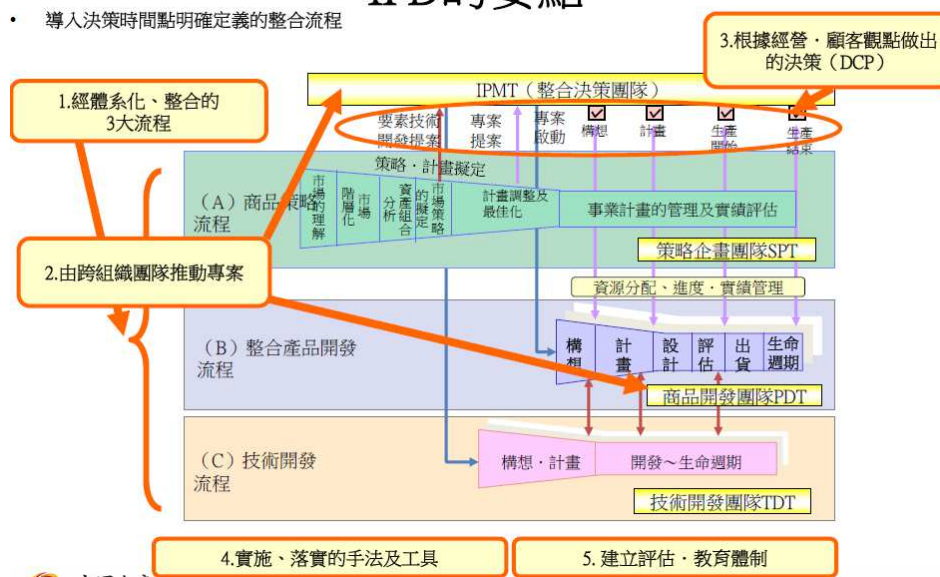 IPD的要點
• 導入決策時間點明確定義的整合流程
3.根據經營・顧客觀點做出
的決策（DCP）
1.經體系化、整合的
3大流程
IPMT（整合決策團隊）
要素技術
開發提案
專案
提案
專案
啟動
構想
計畫
生產
開始
生產
結束
策略・計畫擬定
（A）商品策略
流程
市場的理解
市場
階層化
資產組合
分析
市場策略
的擬定
計畫調整及
最佳化
事業計畫的管理及實績評估
策略企畫團隊SPT
2.由跨組織團隊推動專案
資源分配、進度・實績管理
（B）整合產品開發
流程
構想
計畫
設計
評估
出貨
生命
週期
商品開發團隊PDT
（C）技術開發
流程
構想・計畫
開發～生命週期
技術開發團隊TDT
4.實施、落實的手法及工具
5. 建立評估・教育體制